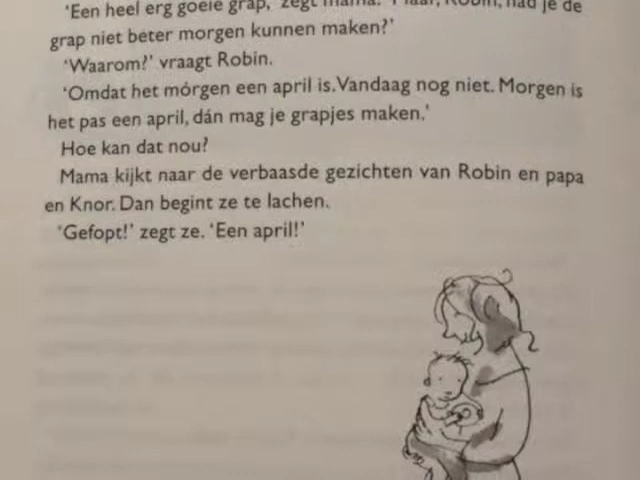 ‘Een heel erg goeie grap,’ zegt mama. ‘Maar, Robin, had je de
grap niet beter morgen kunnen maken?’
‘Waarom?’ vraagt Robin.
‘Omdat het mórgen een april is. Vandaag nog niet. Morgen is
het pas een april, dán mag je grapjes maken.’
Hoe kan dat nou?
Mama kijkt naar de verbaasde gezichten van Robin en papa
en Knor. Dan begint ze te lachen.
‘Gefopt!’ zegt ze. ‘Een april!’